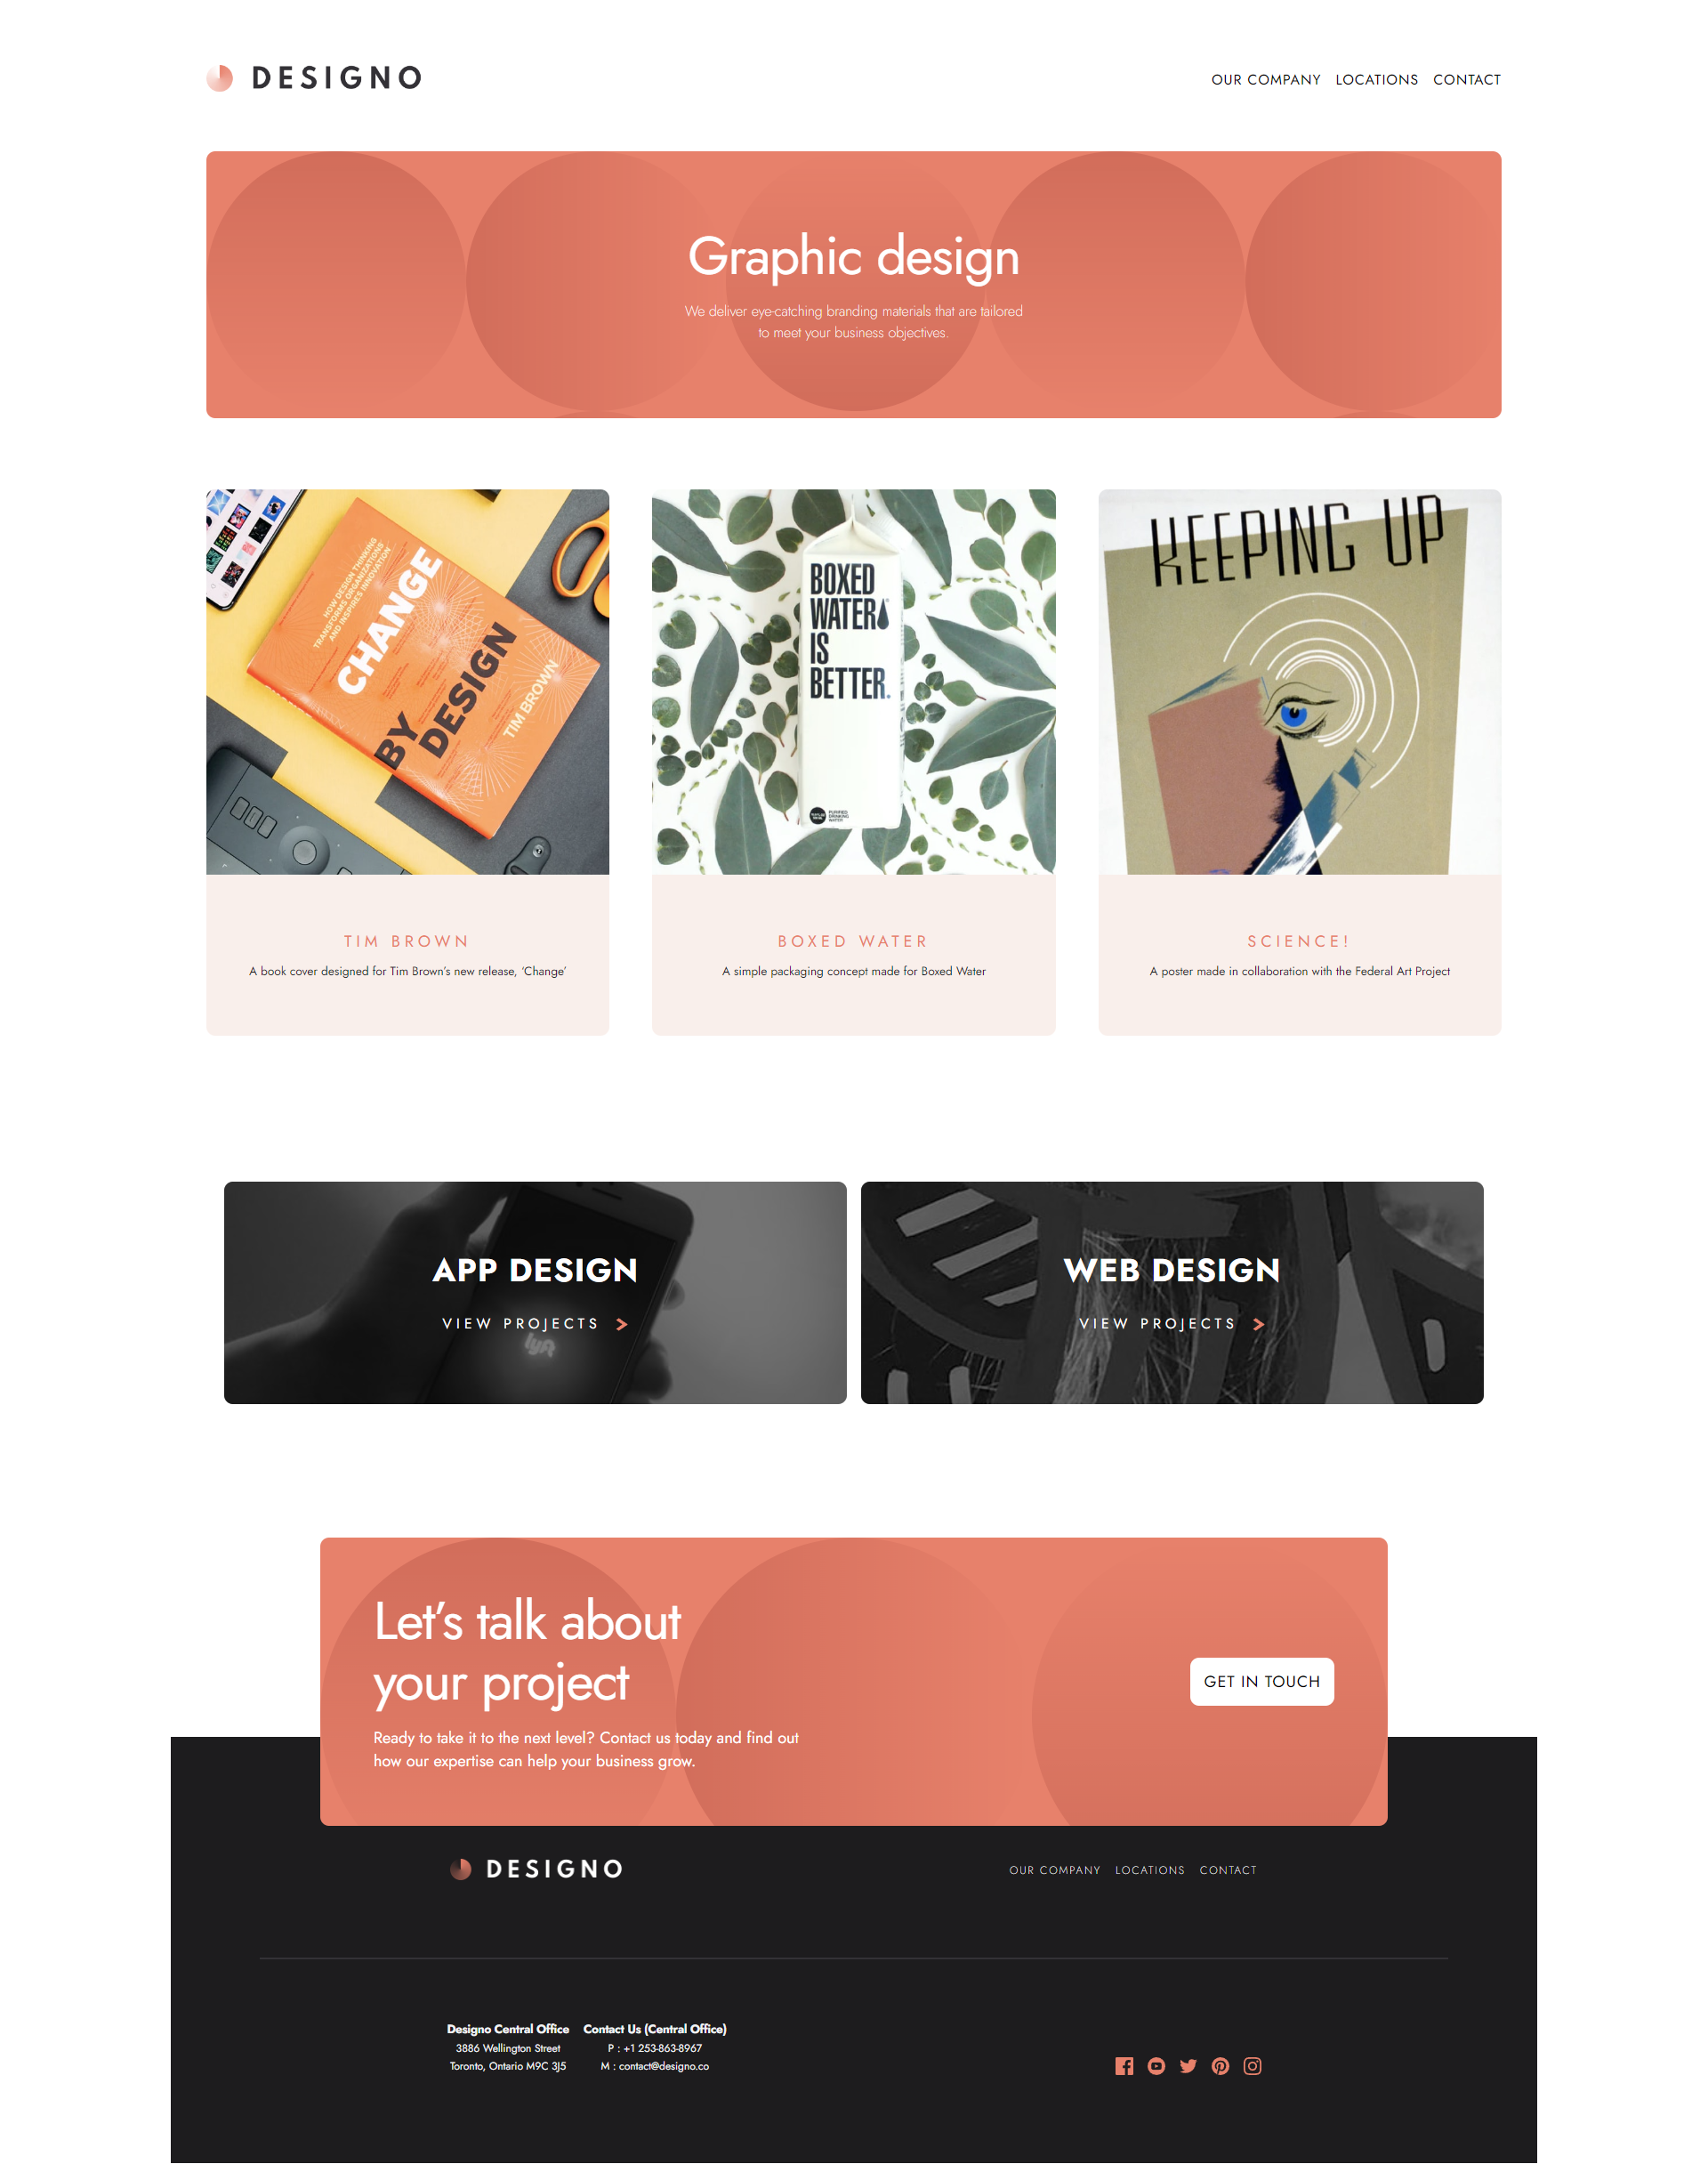 DESIGNO
OUR COMPANY LOCATIONS CONTACT
Graphic design
We deliver eye-catching branding materials that are tailored
to meet your business objectives.
HOW DESIGN THINKING
TRANSFORMS ORGANIZATIONS
AND INSPIRES INNOVATION
CHANGE
BY
DESIGN
TIM BROWN
BOXED
WATER
IS
BETTER.
PURIFIED
DRINKING
WATER
KEEPING UP
TIM BROWN
A book cover designed for Tim Brown’s new release, ‘Change’
BOXED WATER
A simple packaging concept made for Boxed Water
SCIENCE!
A poster made in collaboration with the Federal Art Project
APP DESIGN
VIEW PROJECTS
lyft
WEB DESIGN
VIEW PROJECTS
Let’s talk about
your project
Ready to take it to the next level? Contact us today and find out
how our expertise can help your business grow.
GET IN TOUCH
DESIGNO
OUR COMPANY LOCATIONS CONTACT
Designo Central Office
3886 Wellington Street
Toronto, Ontario M9C 3J5
Contact Us (Central Office)
P : +1 253-863-8967
M : contact@designo.co